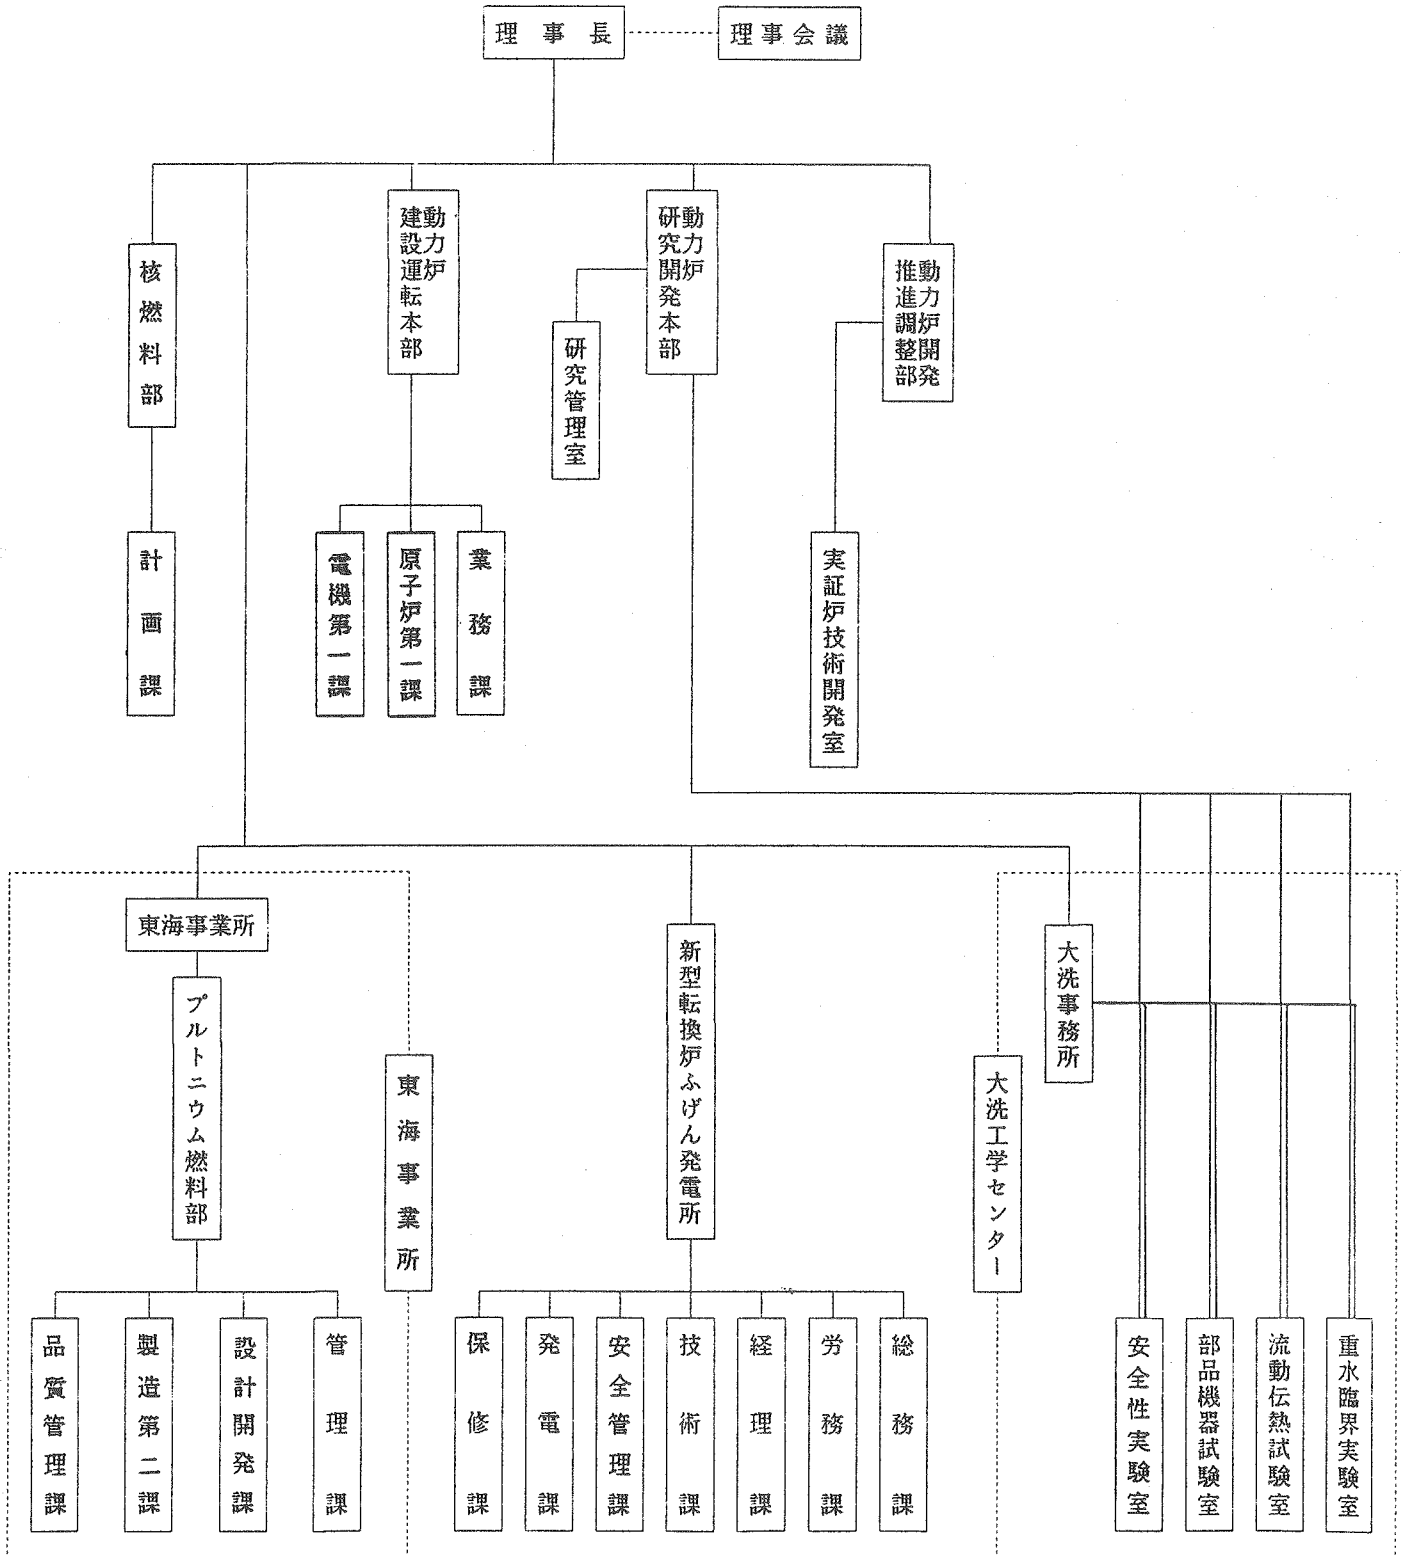 理事長
理事会議
動力炉開発
推進調整部
動力炉
研究開発本部
動力炉
建設運転本部
核燃料部
研究管理室
実証炉技術開発室
業務課
原子炉第一課
電機第一課
計画課
東海事業所
プルトニウム燃料部
東海事業所
新型転換炉ふげん発電所
大洗事務所
大洗工学センター
重水臨界実験室
流動伝熱試験室
部品機器試験室
安全性実験室
総務課
労務課
経理課
技術課
安全管理課
発電課
保修課
管理課
設計開発課
製造第二課
品質管理課